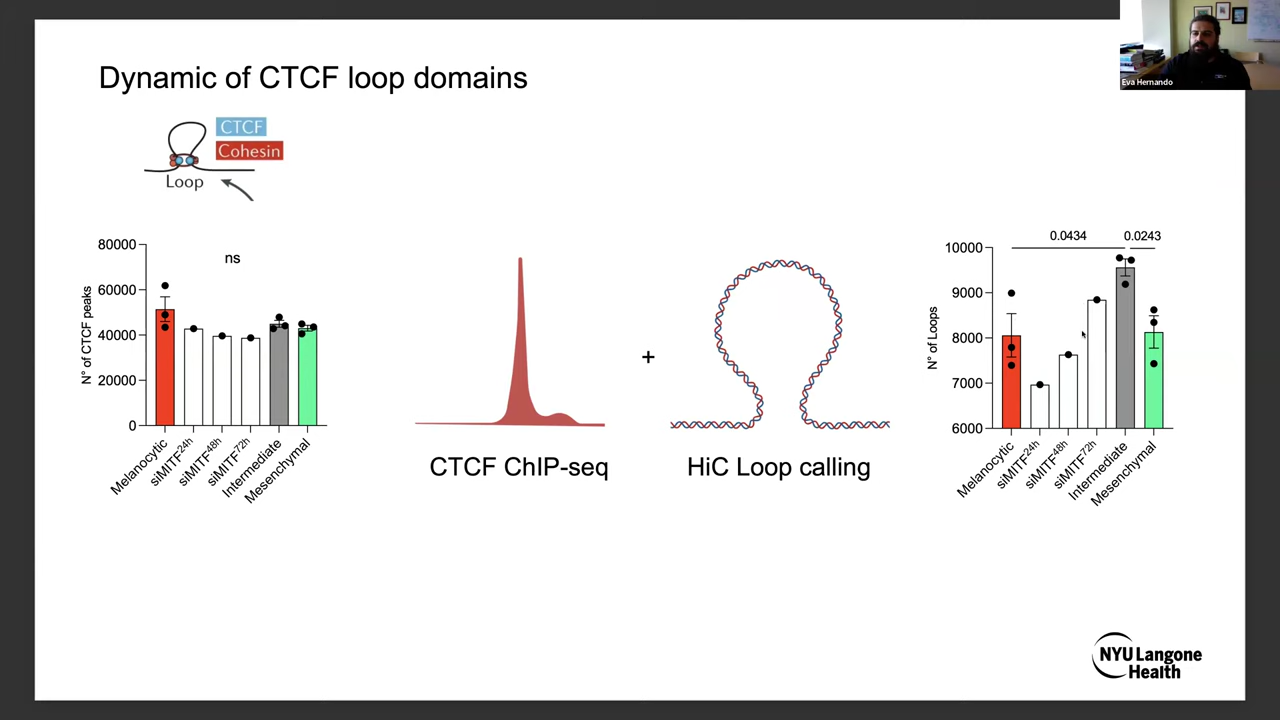 Dynamic of CTCF loop domains
CTCF
Cohesin
Loop
Eva Hernando
N° of CTCF peaks
80000
60000
40000
20000
0
ns
Melanocytic
siMITF24h
siMITF48h
siMITF72h
Intermediate
Mesenchymal
CTCF ChIP-seq
+
HiC Loop calling
N° of Loops
0.0434
0.0243
10000
9000
8000
7000
6000
Melanocytic
siMITF24h
siMITF48h
siMITF72h
Intermediate
Mesenchymal
NYU Langone
Health